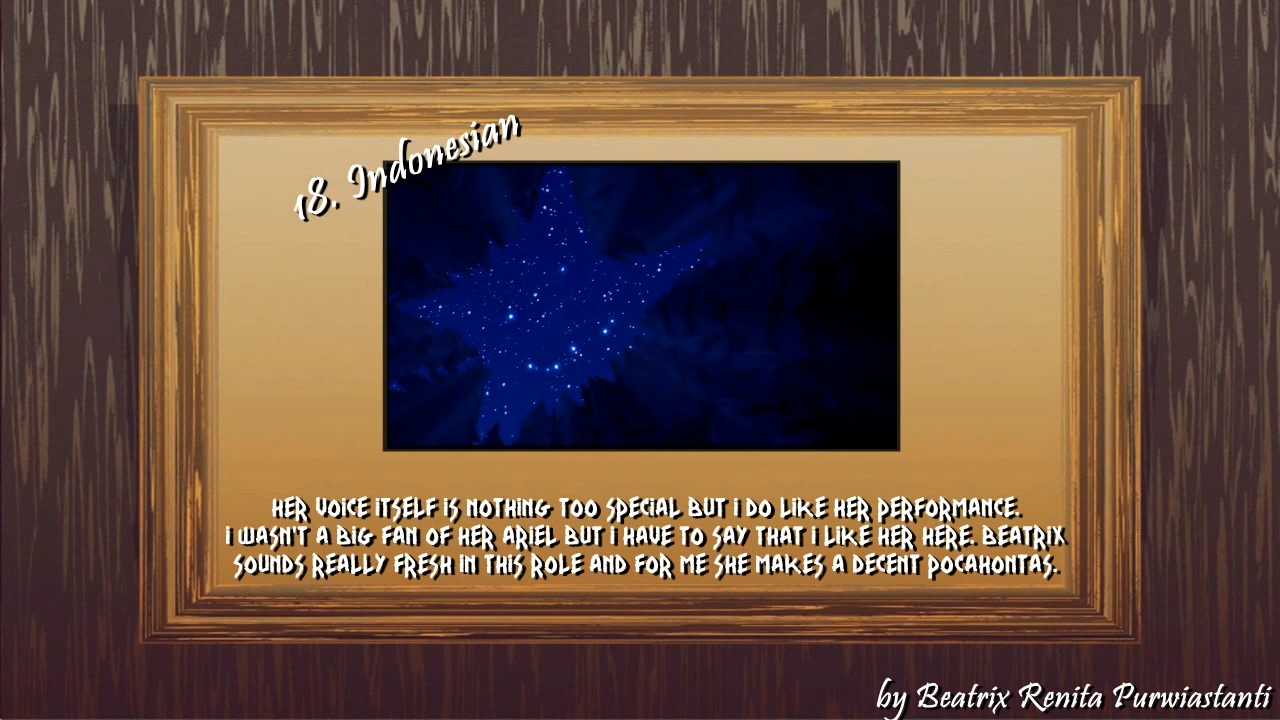 18. Indonesian
HER VOICE ITSELF IS NOTHING TOO SPECIAL BUT I DO LIKE HER PERFORMANCE.
I WASN'T A BIG FAN OF HER ARIEL BUT I HAVE TO SAY THAT I LIKE HER HERE. BEATRIX
SOUNDS REALLY FRESH IN THIS ROLE AND FOR ME SHE MAKES A DECENT POCAHONTAS.
by Beatrix Renita Purwiastanti